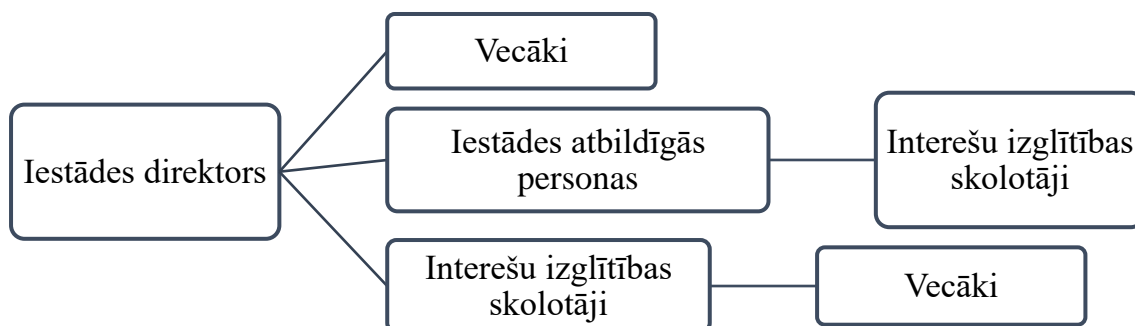 Iestādes direktors
Vecāki
Iestādes atbildīgās
personas
Interešu izglītības
skolotāji
Interešu izglītības
skolotāji
Vecāki